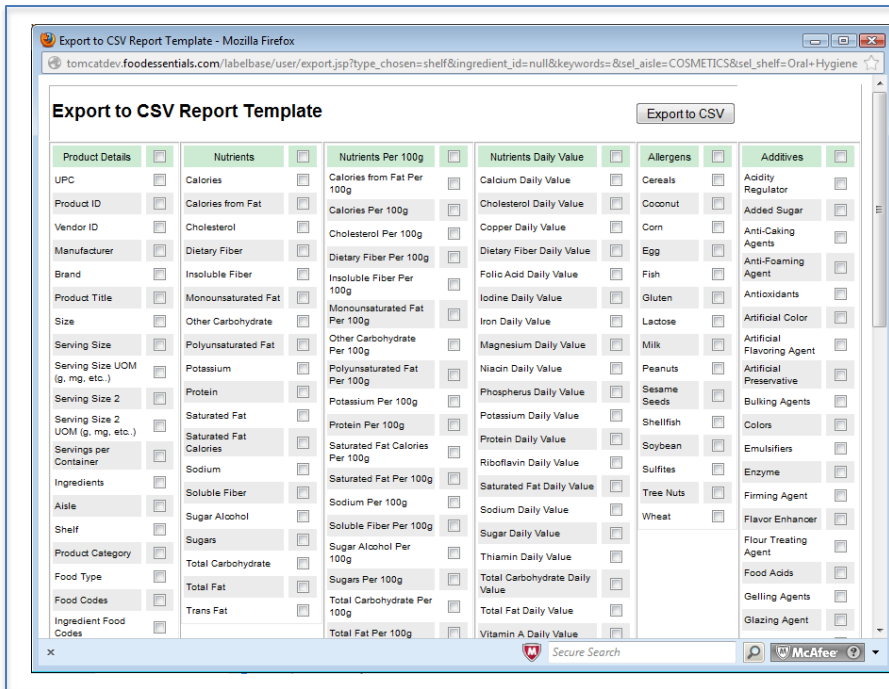 Export to CSV Report Template - Mozilla Firefox
tomcatdev.foodessentials.com/labelbase/user/export.jsp?type_chosen=shelf&ingredient_id=null&keywords=&sel_aisle=COSMETICS&sel_shelf=Oral+Hygiene
Export to CSV Report Template
Export to CSV
Product Details
UPC
Product ID
Vendor ID
Manufacturer
Brand
Product Title
Size
Serving Size
Serving Size UOM
(g, mg, etc..)
Serving Size 2
Serving Size 2
UOM (g, mg, etc..)
Servings per
Container
Ingredients
Aisle
Shelf
Product Category
Food Type
Food Codes
Ingredient Food
Codes
Nutrients
Calories
Calories from Fat
Cholesterol
Dietary Fiber
Insoluble Fiber
Monounsaturated Fat
Other Carbohydrate
Polyunsaturated Fat
Potassium
Protein
Saturated Fat
Saturated Fat
Calories
Sodium
Soluble Fiber
Sugar Alcohol
Sugars
Total Carbohydrate
Total Fat
Trans Fat
Nutrients Per 100g
Calories from Fat Per
100g
Calories Per 100g
Cholesterol Per 100g
Dietary Fiber Per 100g
Insoluble Fiber Per
100g
Monounsaturated Fat
Per 100g
Other Carbohydrate
Per 100g
Polyunsaturated Fat
Per 100g
Potassium Per 100g
Protein Per 100g
Saturated Fat Calories
Per 100g
Saturated Fat Per 100g
Sodium Per 100g
Soluble Fiber Per 100g
Sugar Alcohol Per
100g
Sugars Per 100g
Total Carbohydrate Per
100g
Total Fat Per 100g
Nutrients Daily Value
Calcium Daily Value
Cholesterol Daily Value
Copper Daily Value
Dietary Fiber Daily Value
Folic Acid Daily Value
Iodine Daily Value
Iron Daily Value
Magnesium Daily Value
Niacin Daily Value
Phospherus Daily Value
Potassium Daily Value
Protein Daily Value
Riboflavin Daily Value
Saturated Fat Daily Value
Sodium Daily Value
Sugar Daily Value
Thiamin Daily Value
Total Carbohydrate Daily
Value
Total Fat Daily Value
Vitamin A Daily Value
Allergens
Cereals
Coconut
Corn
Egg
Fish
Gluten
Lactose
Milk
Peanuts
Sesame
Seeds
Shellfish
Soybean
Sulfites
Tree Nuts
Wheat
Additives
Acidity
Regulator
Added Sugar
Anti-Caking
Agents
Anti-Foaming
Agent
Antioxidants
Artificial Color
Artificial
Flavoring Agent
Artificial
Preservative
Bulking Agents
Colors
Emulsifiers
Enzyme
Firming Agent
Flavor Enhancer
Flour Treating
Agent
Food Acids
Gelling Agents
Glazing Agent
Secure Search
McAfee